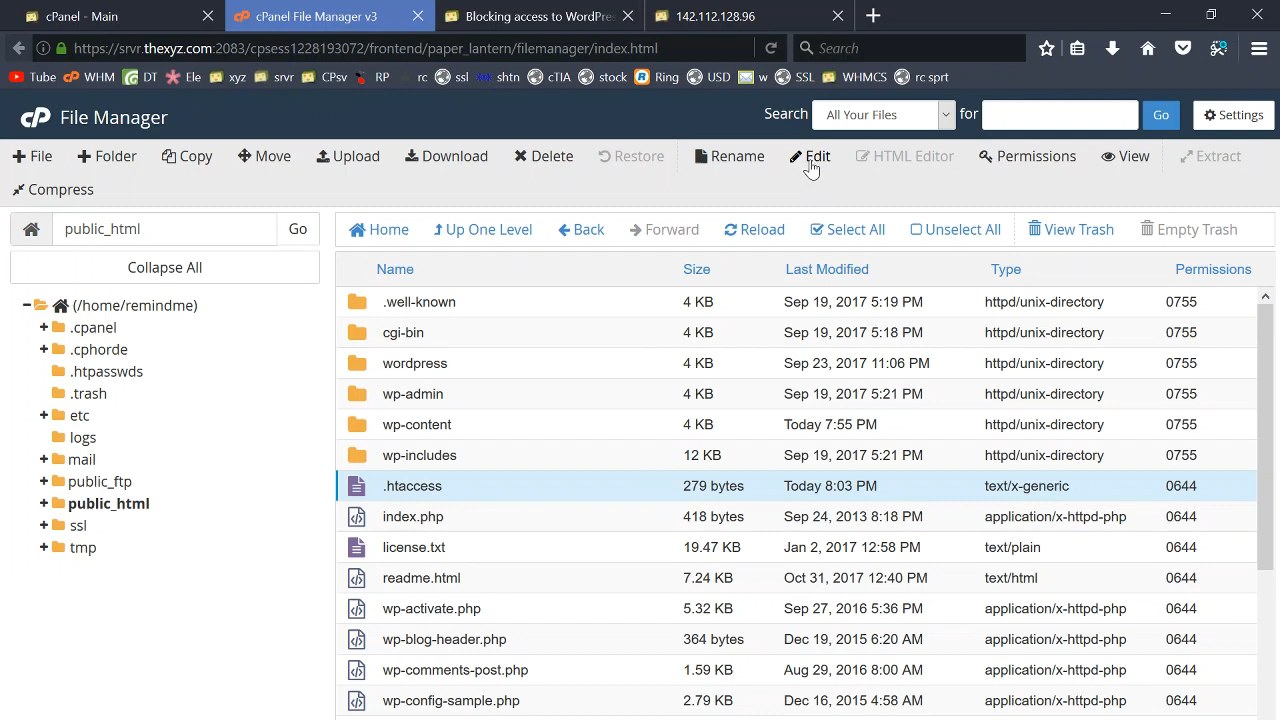 cPanel - Main
cPanel File Manager v3
Blocking access to WordPre
142.112.128.96
https://srvr.thexyz.com:2083/cpsess1228193072/frontend/paper_lantern/filemanager/index.html
Search
Tube WHM DT Ele xyz srvr CPsv RP rc ssl shtn cTIA stock Ring USD w SSL WHMCS rc sprt
cP File Manager
Search All Your Files for Go Settings
File Folder Copy Move Upload Download Delete Restore Rename Edit HTML Editor Permissions View Extract
Compress
public_html Go
Home Up One Level Back Forward Reload Select All Unselect All View Trash Empty Trash
Collapse All
(/home/remindme)
.cpanel
.cphorde
.htpasswds
.trash
etc
logs
mail
public_ftp
public_html
ssl
tmp
Name Size Last Modified Type Permissions
.well-known 4 KB Sep 19, 2017 5:19 PM httpd/unix-directory 0755
cgi-bin 4 KB Sep 19, 2017 5:18 PM httpd/unix-directory 0755
wordpress 4 KB Sep 23, 2017 11:06 PM httpd/unix-directory 0755
wp-admin 4 KB Sep 19, 2017 5:21 PM httpd/unix-directory 0755
wp-content 4 KB Today 7:55 PM httpd/unix-directory 0755
wp-includes 12 KB Sep 19, 2017 5:21 PM httpd/unix-directory 0755
.htaccess 279 bytes Today 8:03 PM text/x-generic 0644
index.php 418 bytes Sep 24, 2013 8:18 PM application/x-httpd-php 0644
license.txt 19.47 KB Jan 2, 2017 12:58 PM text/plain 0644
readme.html 7.24 KB Oct 31, 2017 12:40 PM text/html 0644
wp-activate.php 5.32 KB Sep 27, 2016 5:36 PM application/x-httpd-php 0644
wp-blog-header.php 364 bytes Dec 19, 2015 6:20 AM application/x-httpd-php 0644
wp-comments-post.php 1.59 KB Aug 29, 2016 8:00 AM application/x-httpd-php 0644
wp-config-sample.php 2.79 KB Dec 16, 2015 4:58 AM application/x-httpd-php 0644